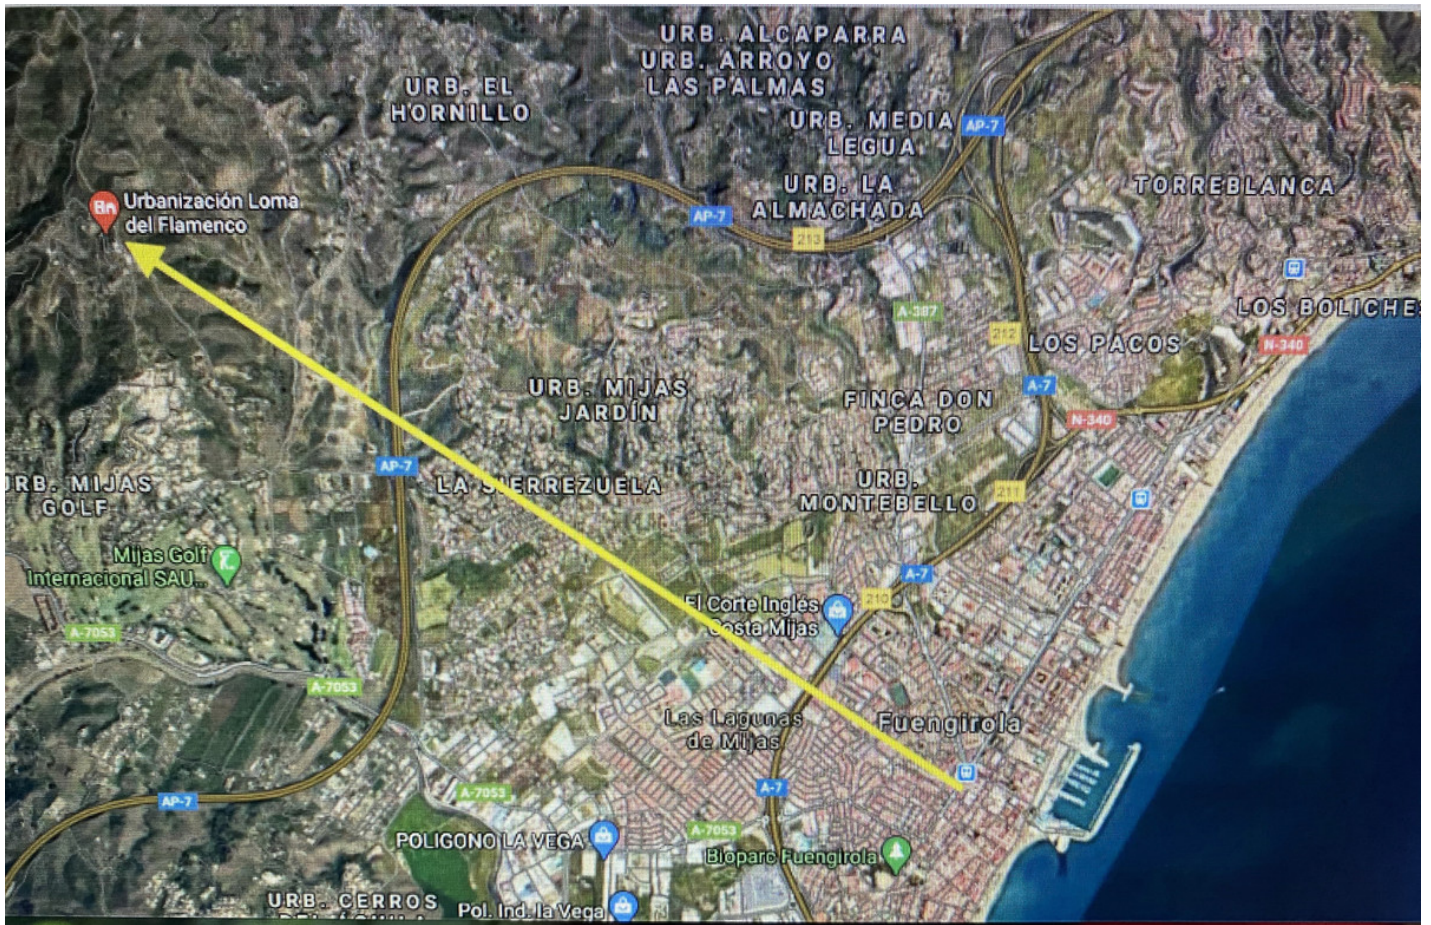 URB. ALCAPARRA
URB. ARROYO
LAS PALMAS
URB. EL
HORNILLO
URB. MEDIA
LEGUA
AP-7
URB. LA
ALMACHADA
TORREBLANCA
Urbanización Loma
del Flamenco
AP-7
213
A-387
212
LOS PACOS
LOS BOLICHES
N-340
A-7
N-340
URB. MIJAS
JARDÍN
FINCA DON
PEDRO
AP-7
LA SIERREZUELA
URB.
MONTEBELLO
211
URB. MIJAS
GOLF
Mijas Golf
Internacional SAU...
A-7
210
El Corte Inglés
Costa Mijas
A-7053
A-7053
Las Lagunas
de Mijas
Fuengirola
A-7
AP-7
A-7053
A-7053
POLIGONO LA VEGA
Bioparc Fuengirola
URB. CERROS
DEL ÁGUILA
Pol. Ind. la Vega